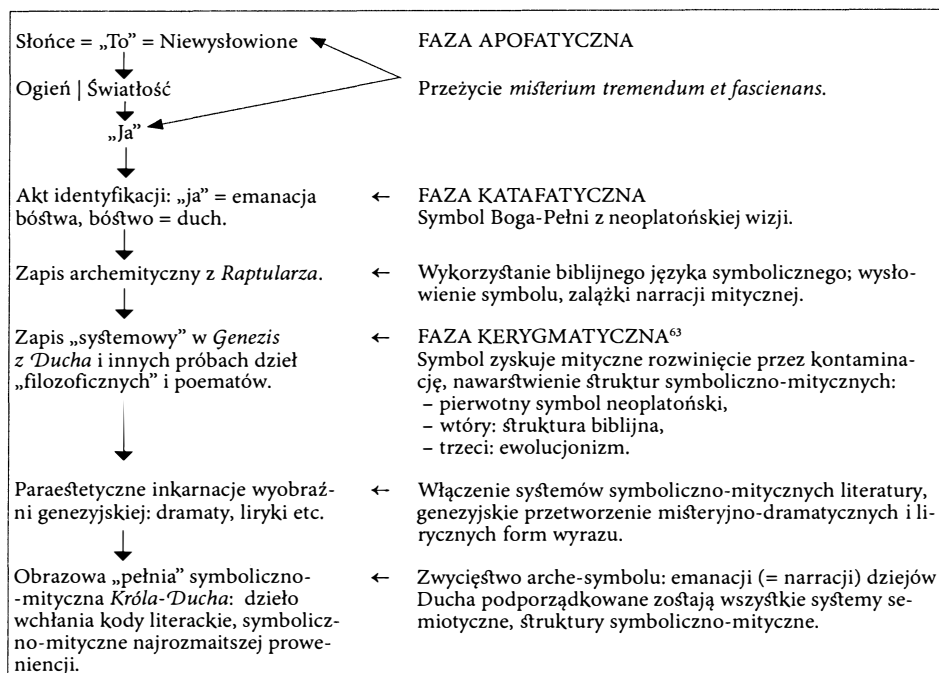 Słońce = „To” = Niewysłowione
FAZA APOFATYCZNA
Ogień | Światłość
Przeżycie misterium tremendum et fascienans.
„Ja”
Akt identyfikacji: „ja” = emanacja
bóstwa, bóstwo = duch.
← FAZA KATAFATYCZNA
Symbol Boga-Pełni z neoplatońskiej wizji.
Zapis archemityczny z Raptularza.
← Wykorzystanie biblijnego języka symbolicznego; wysło-
wienie symbolu, zalążki narracji mitycznej.
Zapis „systemowy” w Genezis
z Ducha i innych próbach dzieł
„filozoficznych” i poematów.
← FAZA KERYGMATYCZNA⁶³
Symbol zyskuje mityczne rozwinięcie przez kontamina-
cję, nawarstwienie struktur symboliczno-mitycznych:
– pierwotny symbol neoplatoński,
– wtóry: struktura biblijna,
– trzeci: ewolucjonizm.
Paraestetyczne inkarnacje wyobraź-
ni genezyjskiej: dramaty, liryki etc.
← Włączenie systemów symboliczno-mitycznych literatury,
genezyjskie przetworzenie misteryjno-dramatycznych i li-
rycznych form wyrazu.
Obrazowa „pełnia” symboliczno-
-mityczna Króla-Ducha: dzieło
wchłania kody literackie, symbolicz-
no-mityczne najrozmaitszej prowe-
niencji.
← Zwycięstwo arche-symbolu: emanacji (= narracji) dziejów
Ducha podporządkowane zostają wszystkie systemy se-
miotyczne, struktury symboliczno-mityczne.